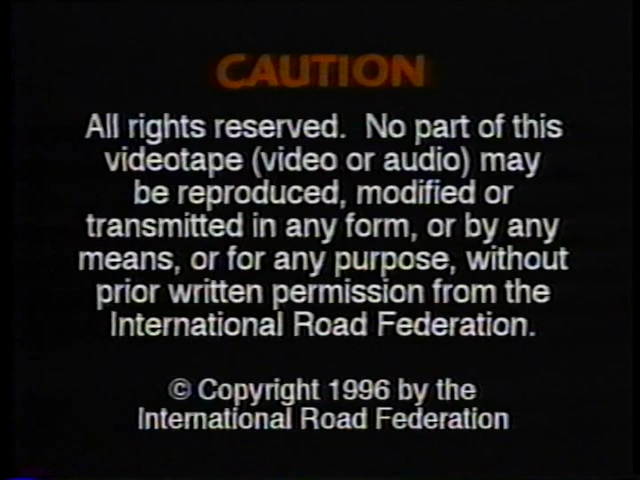 CAUTION
All rights reserved. No part of this
videotape (video or audio) may
be reproduced, modified or
transmitted in any form, or by any
means, or for any purpose, without
prior written permission from the
International Road Federation.
© Copyright 1996 by the
International Road Federation